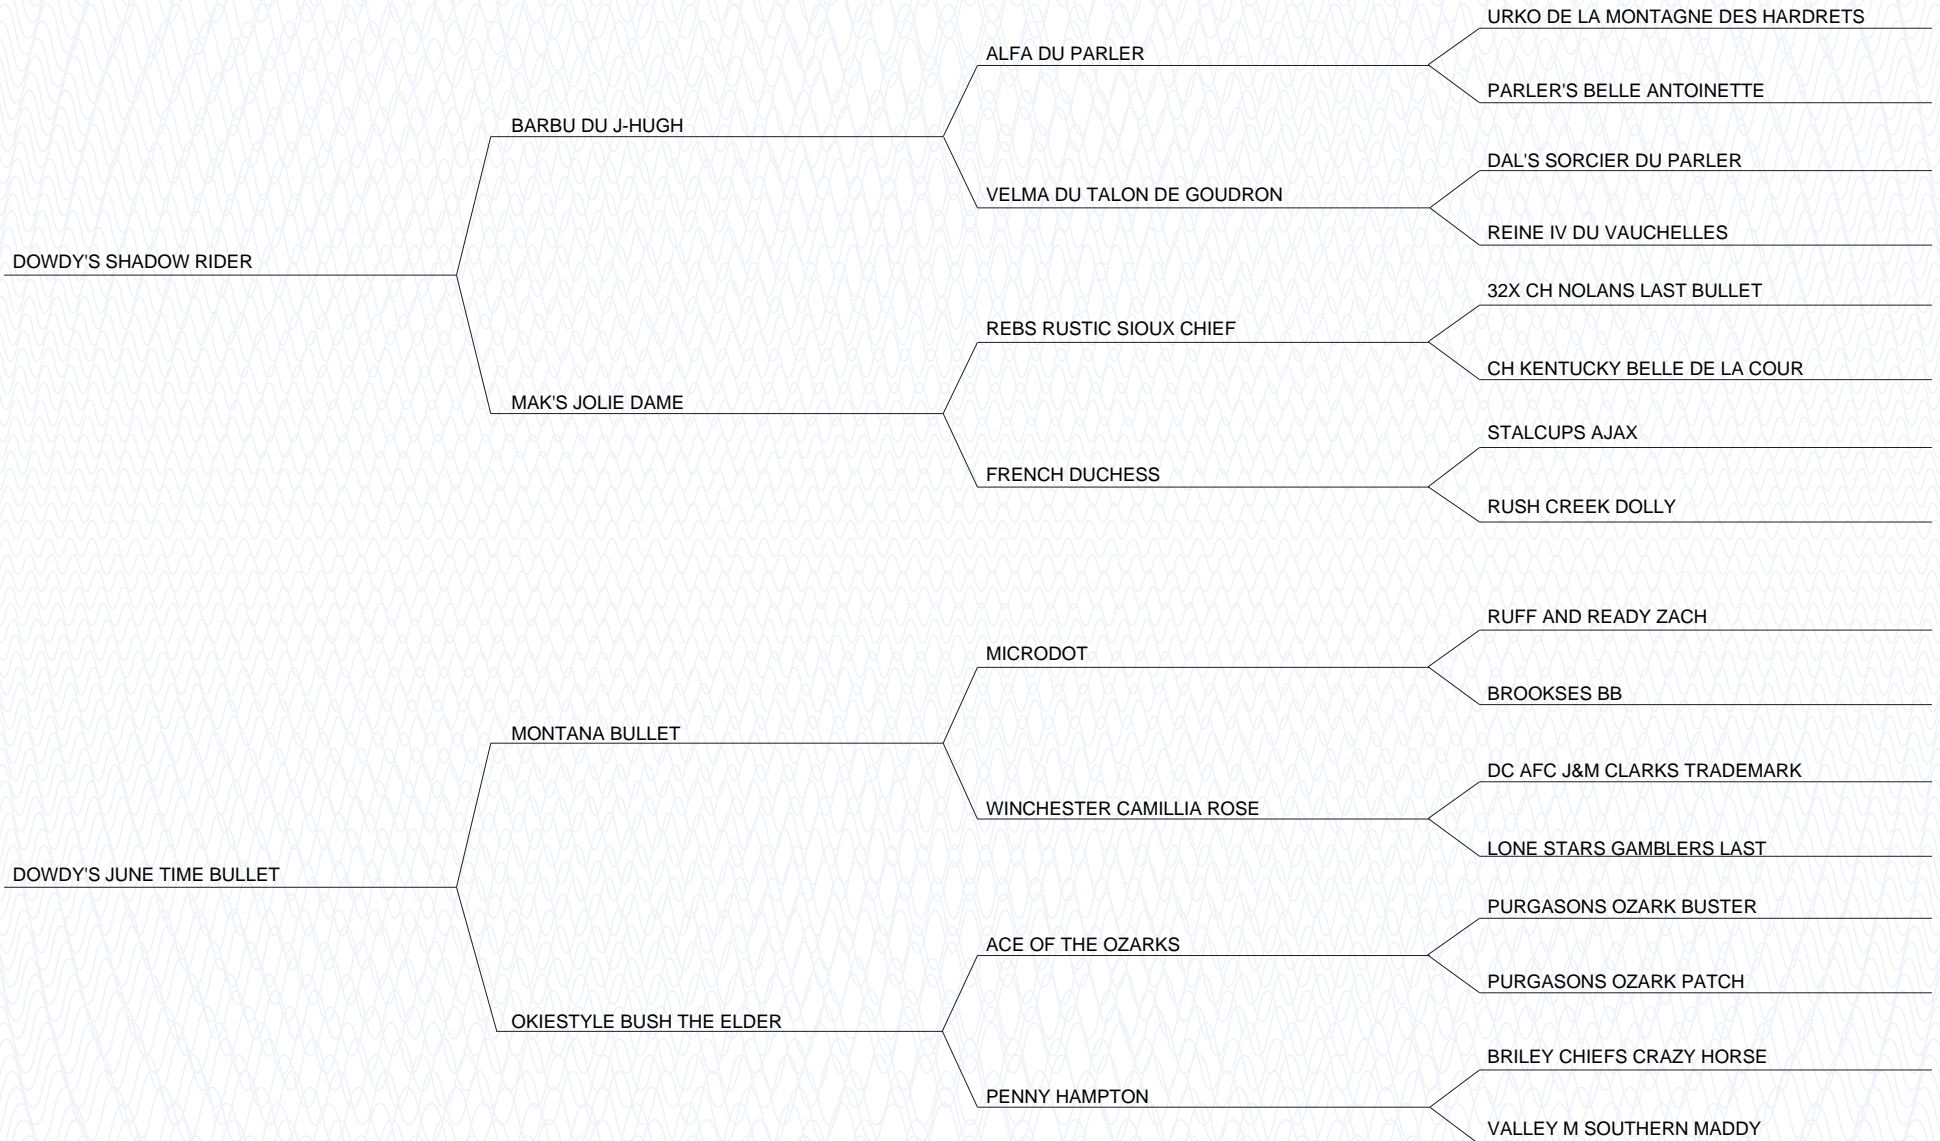 URKO DE LA MONTAGNE DES HARDRETS
ALFA DU PARLER
PARLER'S BELLE ANTOINETTE
BARBU DU J-HUGH
DAL'S SORCIER DU PARLER
VELMA DU TALON DE GOUDRON
REINE IV DU VAUCHELLES
DOWDY'S SHADOW RIDER
32X CH NOLANS LAST BULLET
REBS RUSTIC SIOUX CHIEF
CH KENTUCKY BELLE DE LA COUR
MAK'S JOLIE DAME
STALCUPS AJAX
FRENCH DUCHESS
RUSH CREEK DOLLY
RUFF AND READY ZACH
MICRODOT
BROOKSES BB
MONTANA BULLET
DC AFC J&M CLARKS TRADEMARK
WINCHESTER CAMILLIA ROSE
LONE STARS GAMBLERS LAST
DOWDY'S JUNE TIME BULLET
PURGASONS OZARK BUSTER
ACE OF THE OZARKS
PURGASONS OZARK PATCH
OKIESTYLE BUSH THE ELDER
BRILEY CHIEFS CRAZY HORSE
PENNY HAMPTON
VALLEY M SOUTHERN MADDY